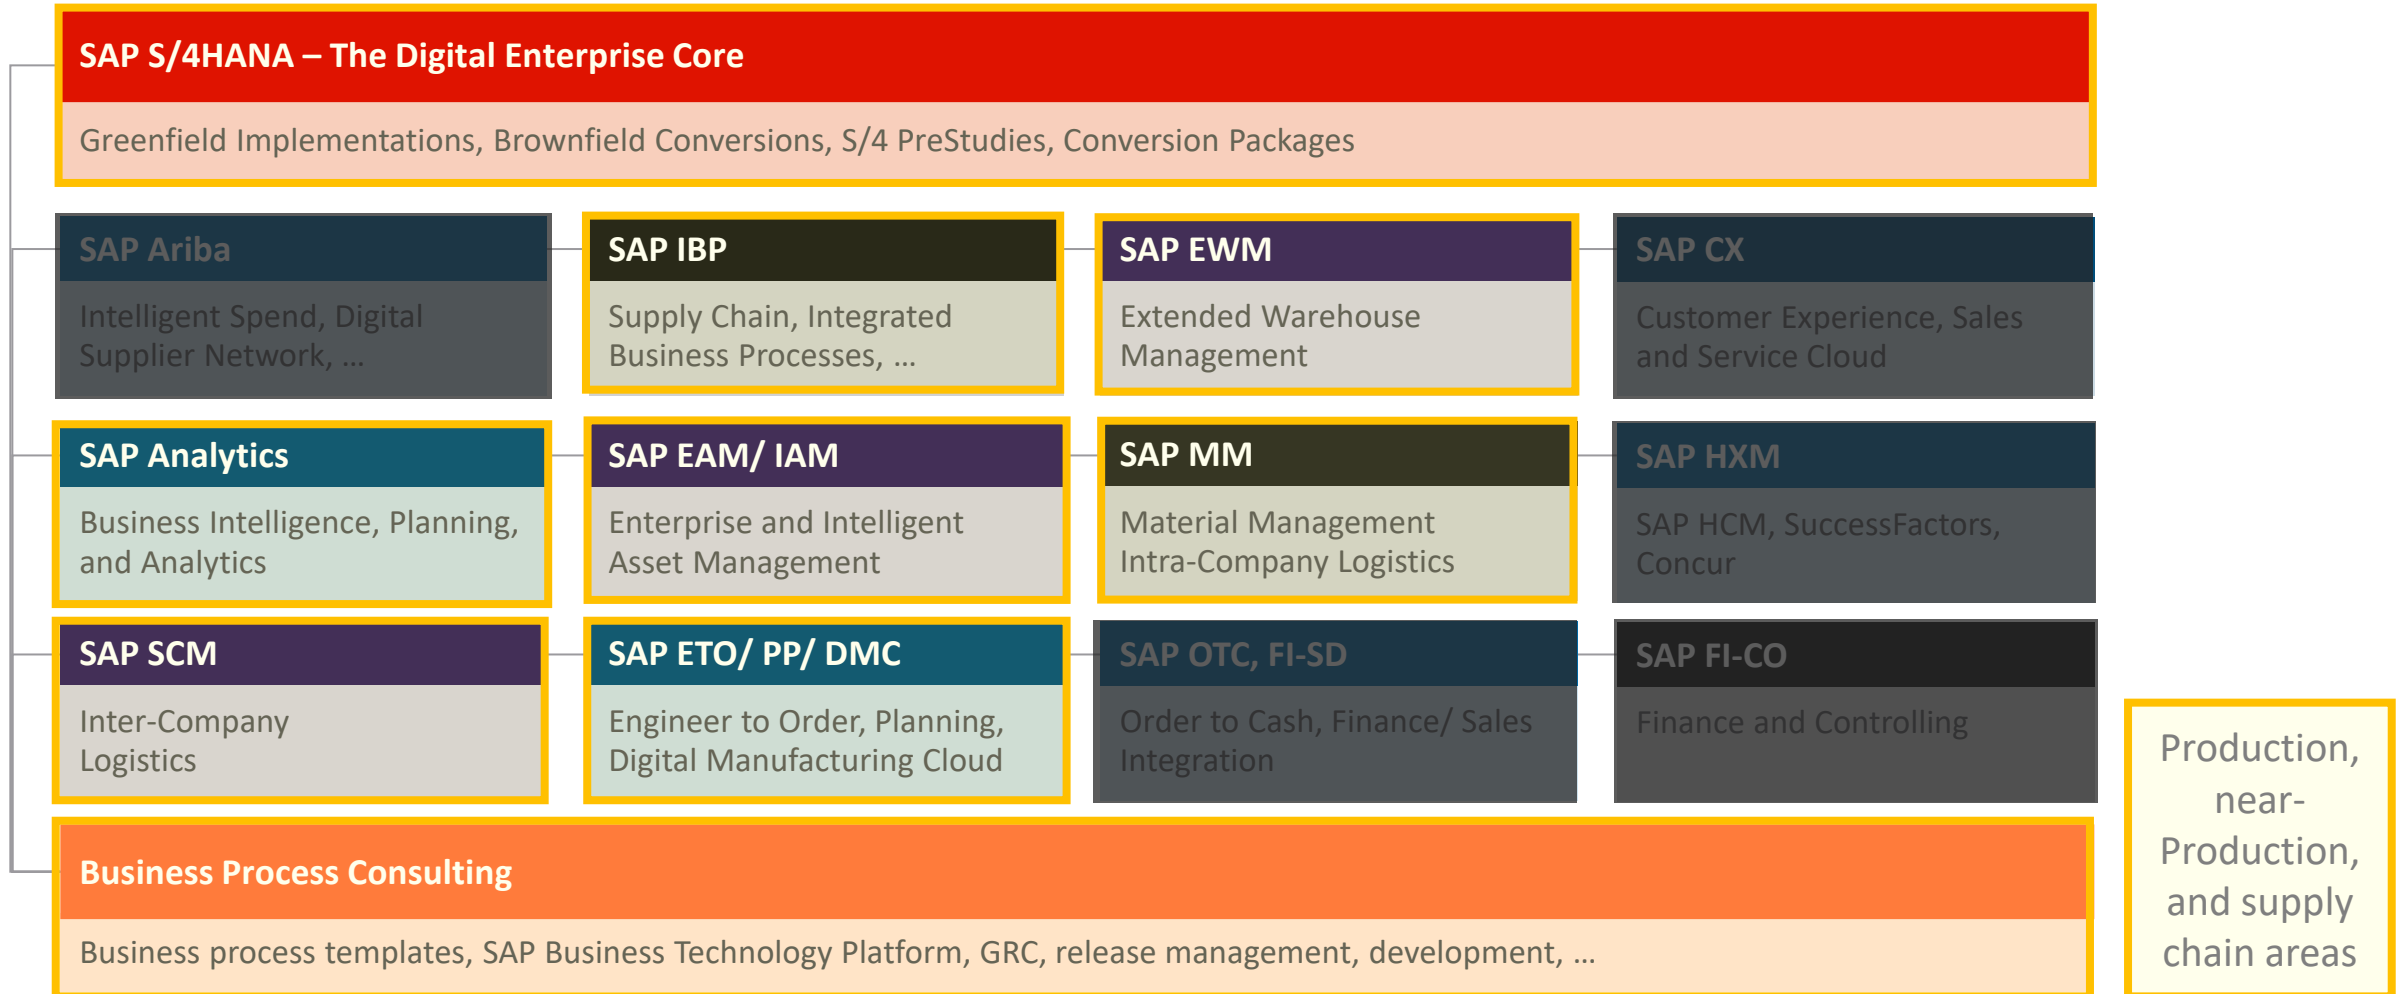 SAP S/4HANA – The Digital Enterprise Core
Greenfield Implementations, Brownfield Conversions, S/4 PreStudies, Conversion Packages
SAP Ariba
Intelligent Spend, Digital
Supplier Network, ...
SAP IBP
Supply Chain, Integrated
Business Processes, ...
SAP EWM
Extended Warehouse
Management
SAP CX
Customer Experience, Sales
and Service Cloud
SAP Analytics
Business Intelligence, Planning,
and Analytics
SAP EAM/ IAM
Enterprise and Intelligent
Asset Management
SAP MM
Material Management
Intra-Company Logistics
SAP HXM
SAP HCM, SuccessFactors,
Concur
SAP SCM
Inter-Company
Logistics
SAP ETO/ PP/ DMC
Engineer to Order, Planning,
Digital Manufacturing Cloud
SAP OTC, FI-SD
Order to Cash, Finance/ Sales
Integration
SAP FI-CO
Finance and Controlling
Business Process Consulting
Business process templates, SAP Business Technology Platform, GRC, release management, development, ...
Production,
near-
Production,
and supply
chain areas